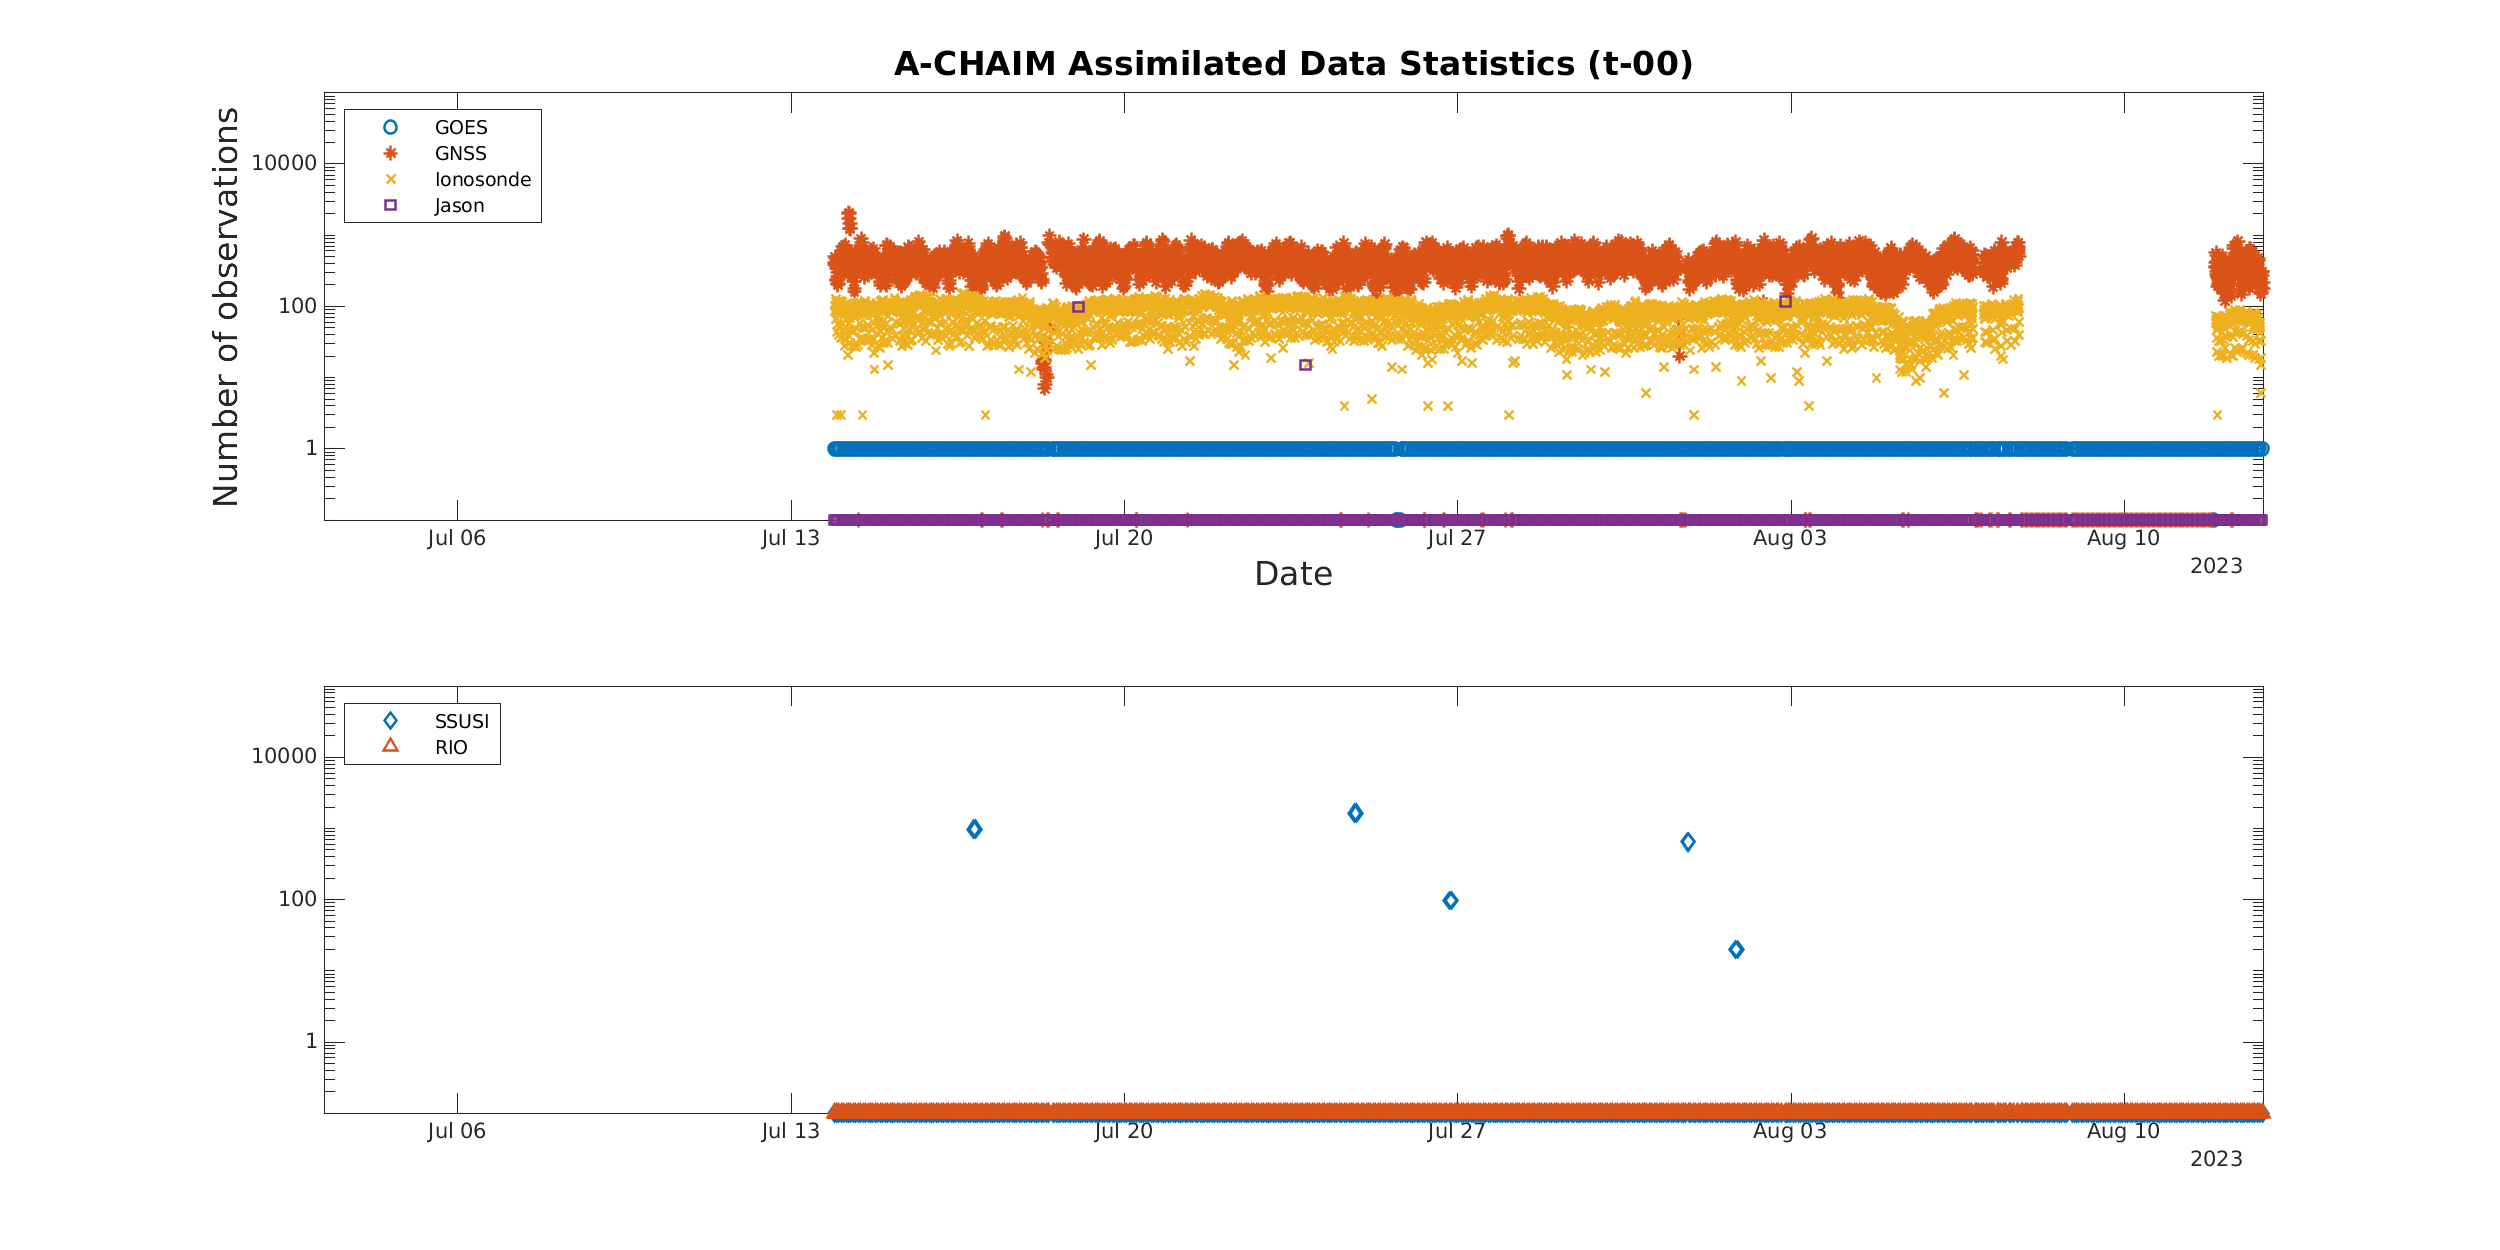 A-CHAIM Assimilated Data Statistics (t-00)
Number of observations
GOES
GNSS
Ionosonde
Jason
10000
100
1
Jul 06
Jul 13
Jul 20
Jul 27
Aug 03
Aug 10
2023
Date
SSUSI
RIO
10000
100
1
Jul 06
Jul 13
Jul 20
Jul 27
Aug 03
Aug 10
2023